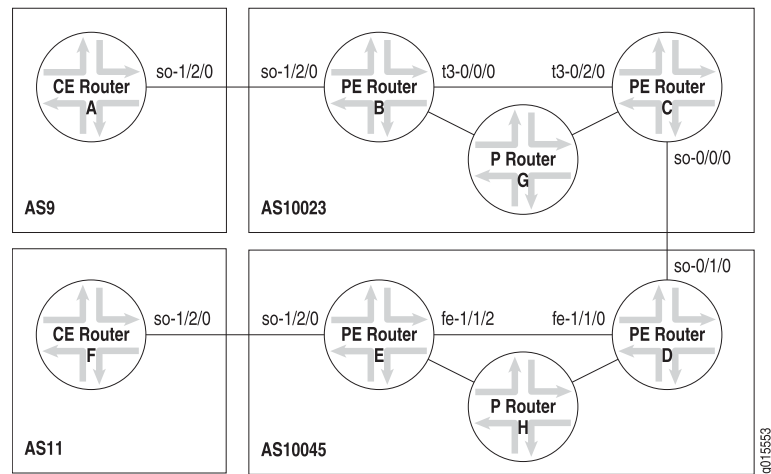 CE Router
A
so-1/2/0
so-1/2/0
PE Router
B
t3-0/0/0
t3-0/2/0
PE Router
C
P Router
G
so-0/0/0
AS9
AS10023
so-0/1/0
CE Router
F
so-1/2/0
so-1/2/0
PE Router
E
fe-1/1/2
fe-1/1/0
PE Router
D
P Router
H
AS11
AS10045
g015553